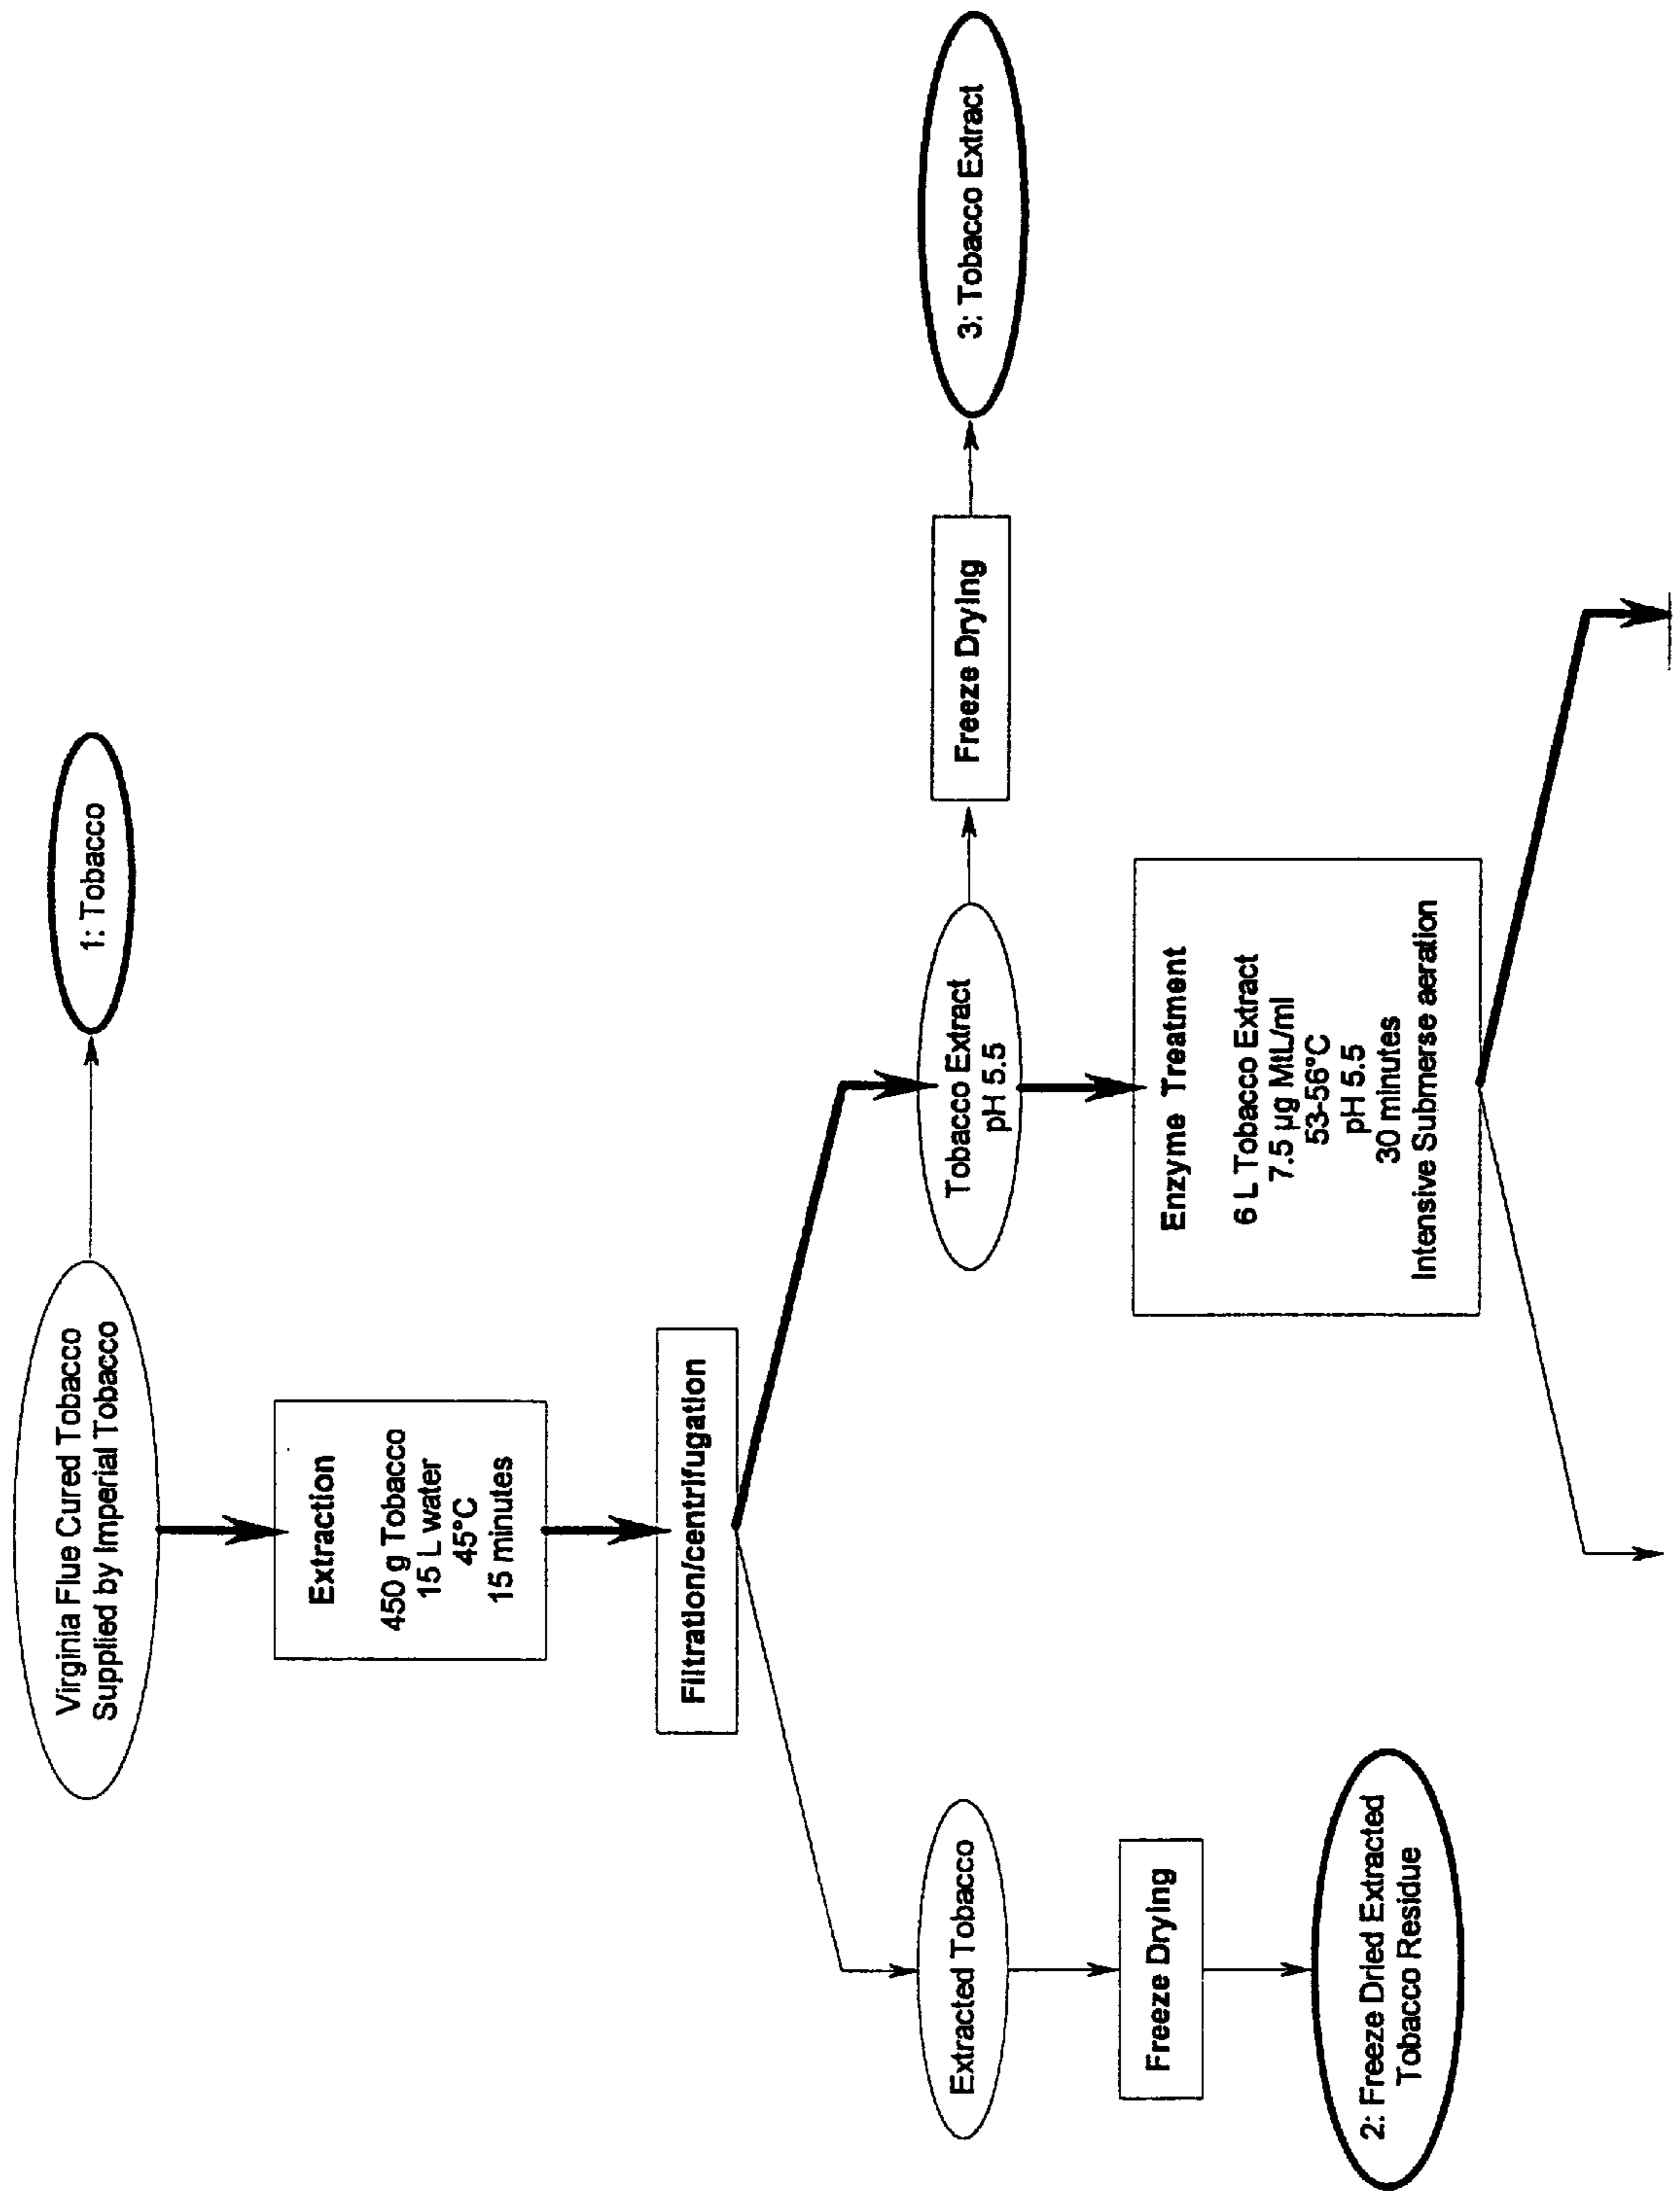 Virginia Flue Cured Tobacco
Supplied by Imperial Tobacco
1: Tobacco
Extraction
450 g Tobacco
15 L water
45°C
15 minutes
Filtration/centrifugation
Extracted Tobacco
Freeze Drying
2: Freeze Dried Extracted
Tobacco Residue
Tobacco Extract
pH 5.5
Freeze Drying
3: Tobacco Extract
Enzyme Treatment
6 L Tobacco Extract
7.5 µg MtL/ml
53-56°C
pH 5.5
30 minutes
Intensive Submerse aeration